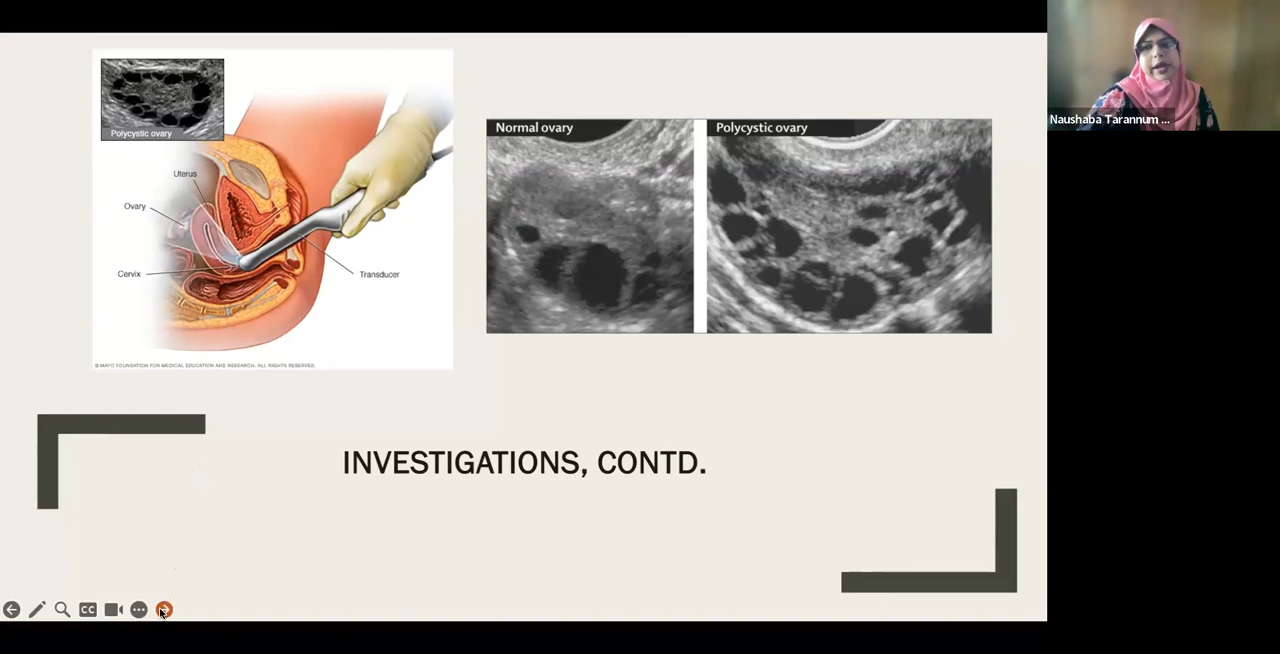 Polycystic ovary
Uterus
Ovary
Cervix
Transducer
© MAYO FOUNDATION FOR MEDICAL EDUCATION AND RESEARCH. ALL RIGHTS RESERVED.
Normal ovary
Polycystic ovary
INVESTIGATIONS, CONTD.
CC
Naushaba Tarannum ...